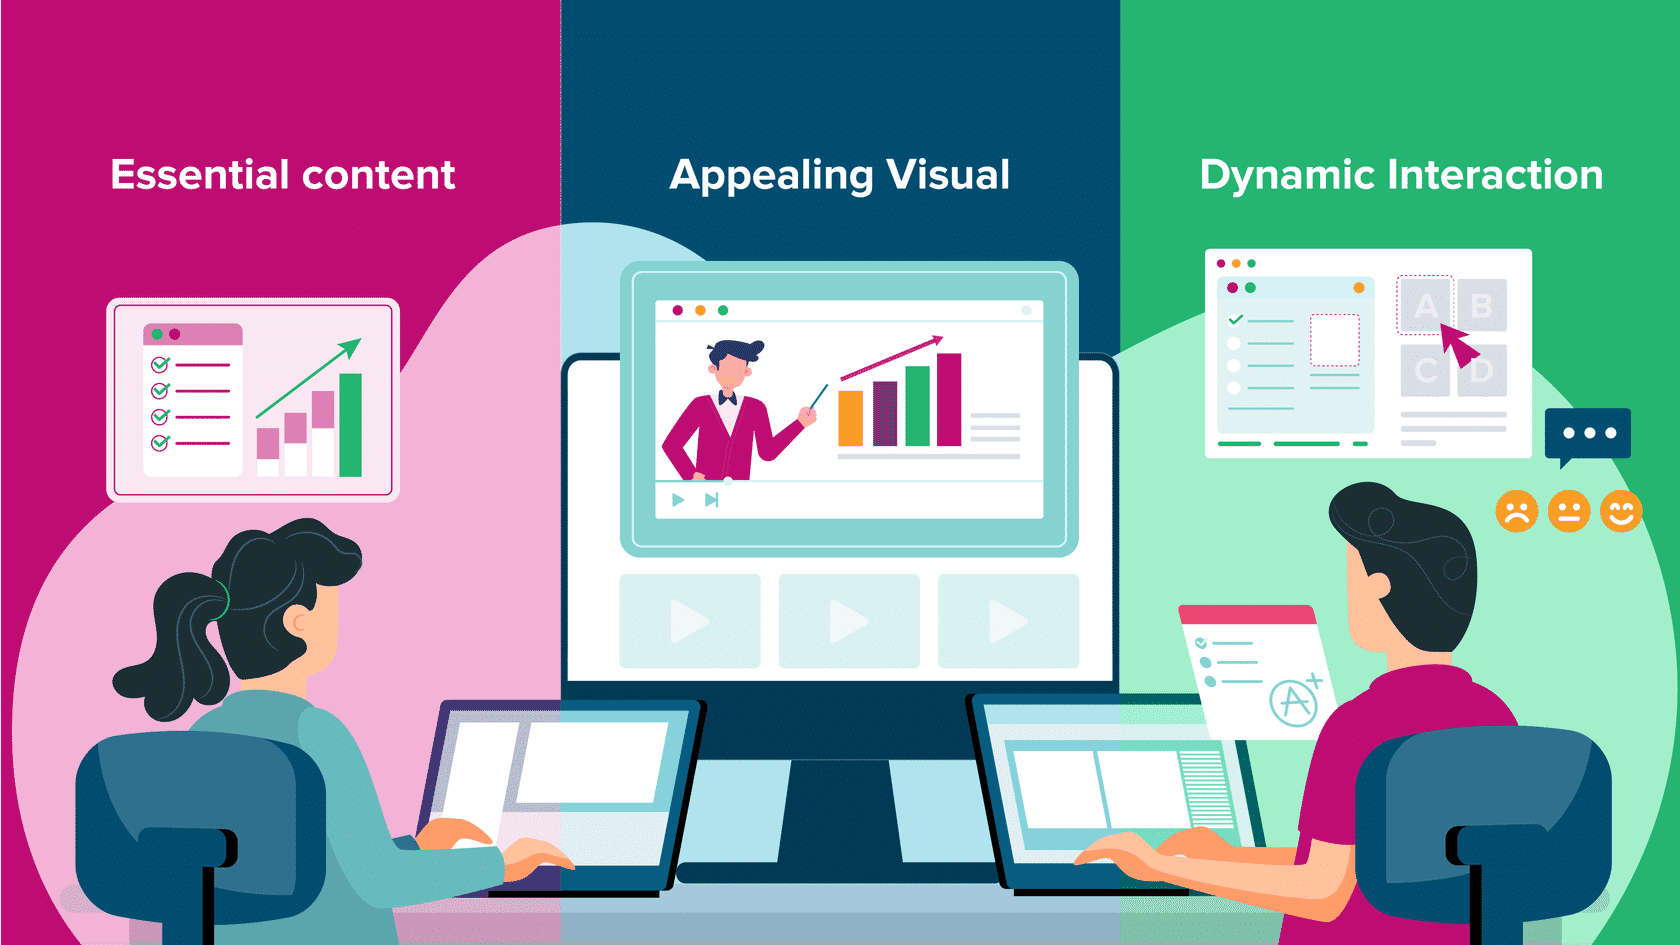 Essential content
Appealing Visual
Dynamic Interaction
A B
C D
A+